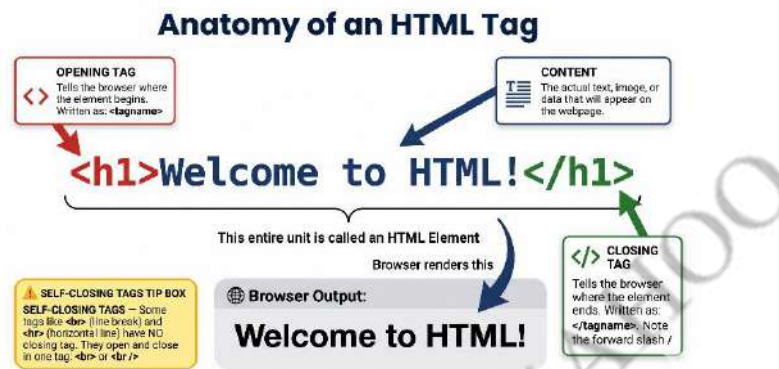 Anatomy of an HTML Tag
OPENING TAG
Tells the browser where
the element begins.
Written as: <tagname>
CONTENT
The actual text, image, or
data that will appear on
the webpage.
<h1>Welcome to HTML!</h1>
This entire unit is called an HTML Element
Browser renders this
</> CLOSING
TAG
Tells the browser
where the element
ends. Written as:
</tagname>. Note
the forward slash /
SELF-CLOSING TAGS TIP BOX
SELF-CLOSING TAGS — Some
tags like <br> (line break) and
<hr> (horizontal line) have NO
closing tag. They open and close
in one tag: <br> or <br />
Browser Output:
Welcome to HTML!